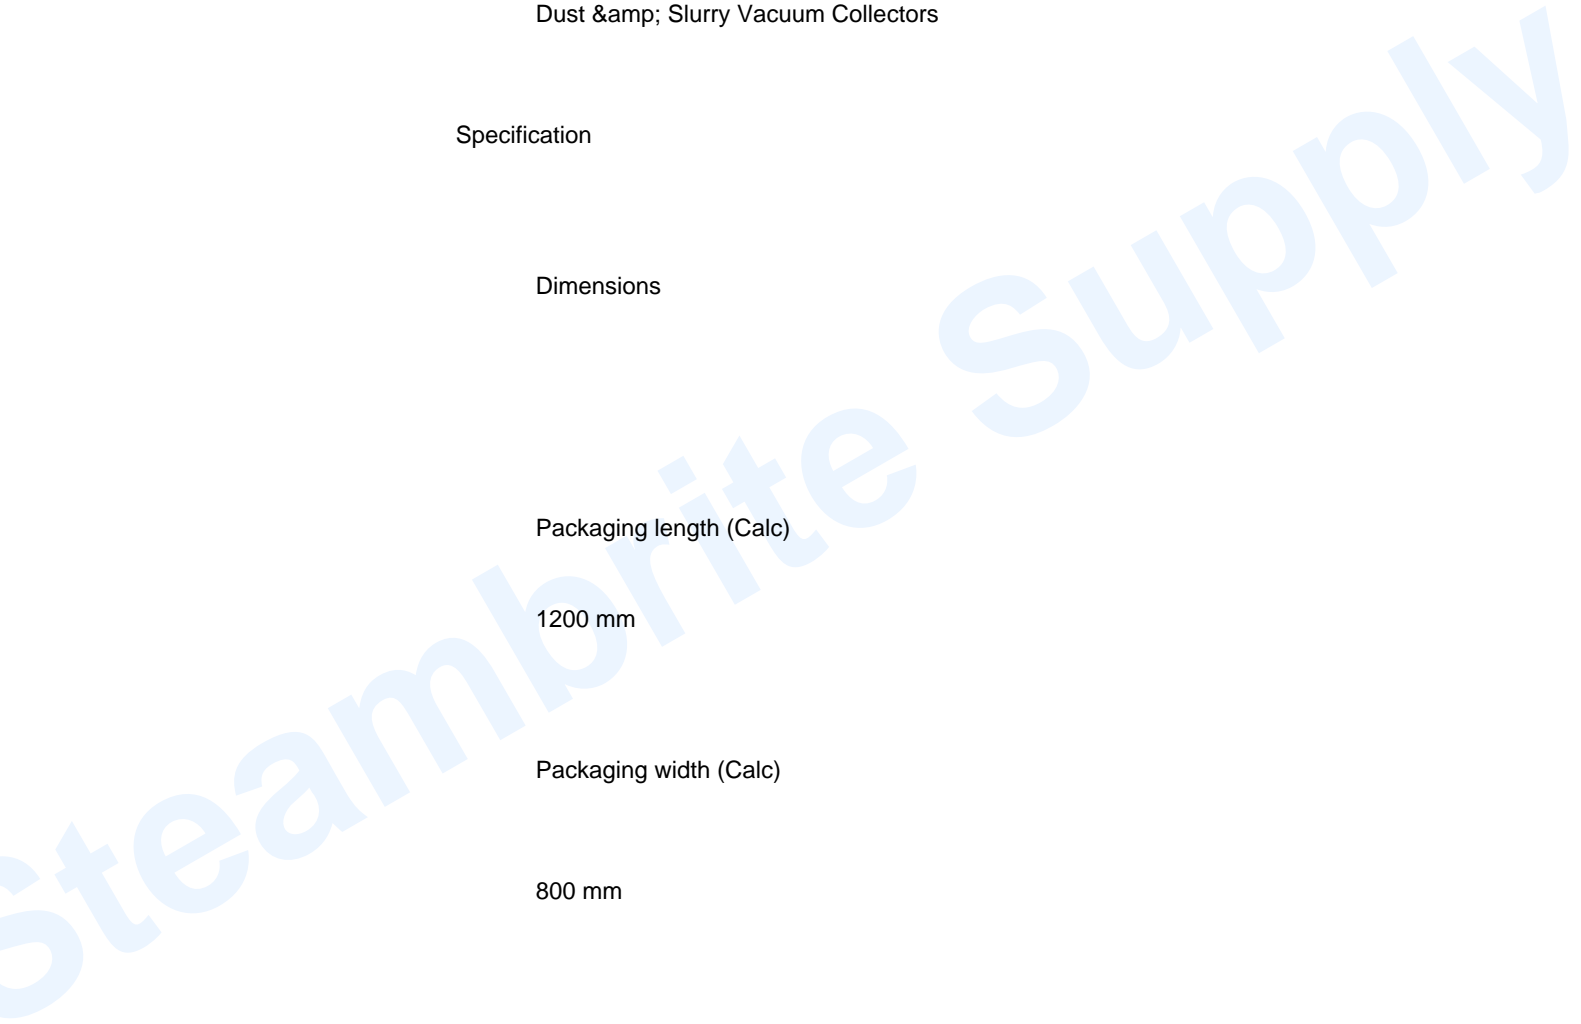 Dust &amp; Slurry Vacuum Collectors
Specification
Dimensions
Packaging length (Calc)
1200 mm
Packaging width (Calc)
800 mm
Steambrite Supply